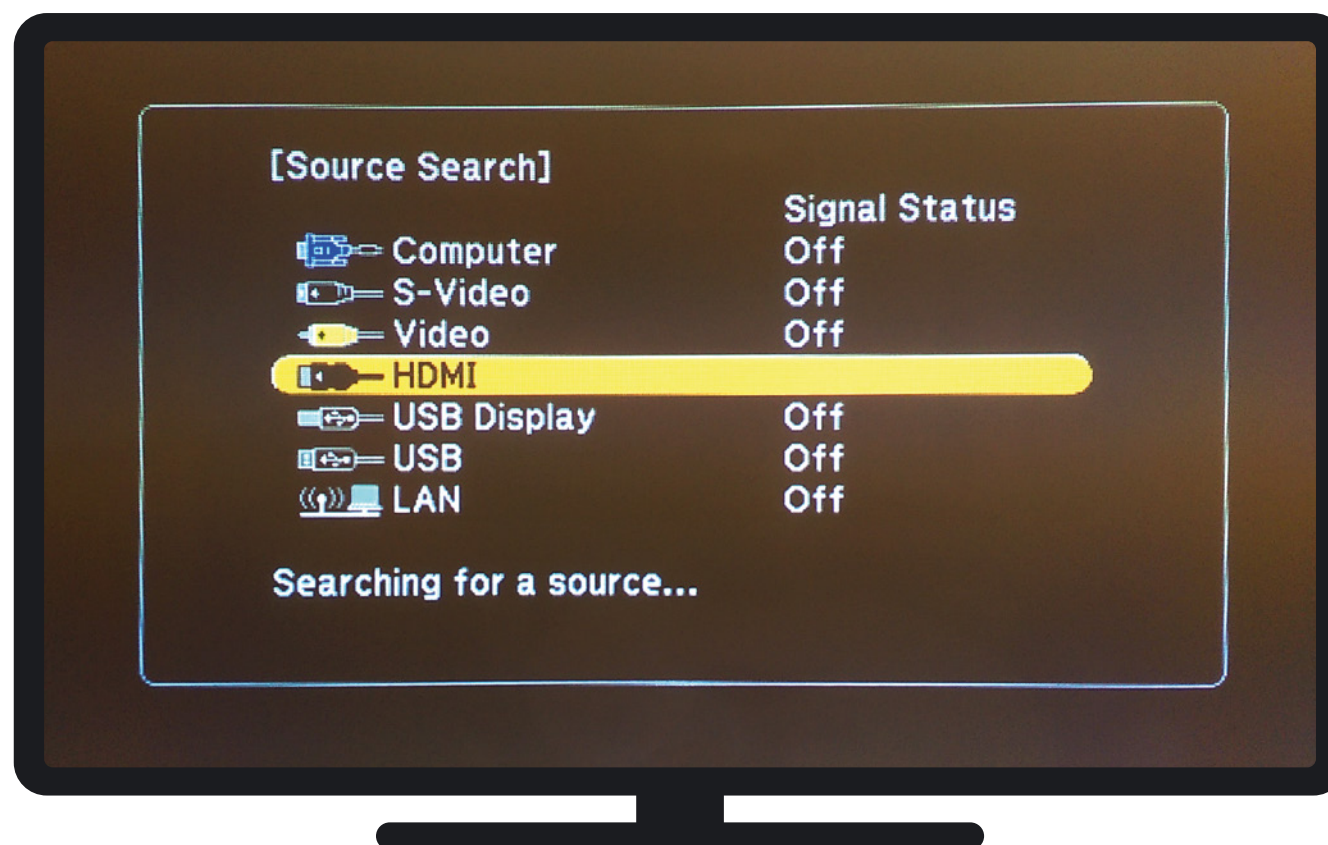 [Source Search]
Signal Status
Computer Off
S-Video Off
Video Off
HDMI
USB Display Off
USB Off
LAN Off
Searching for a source...